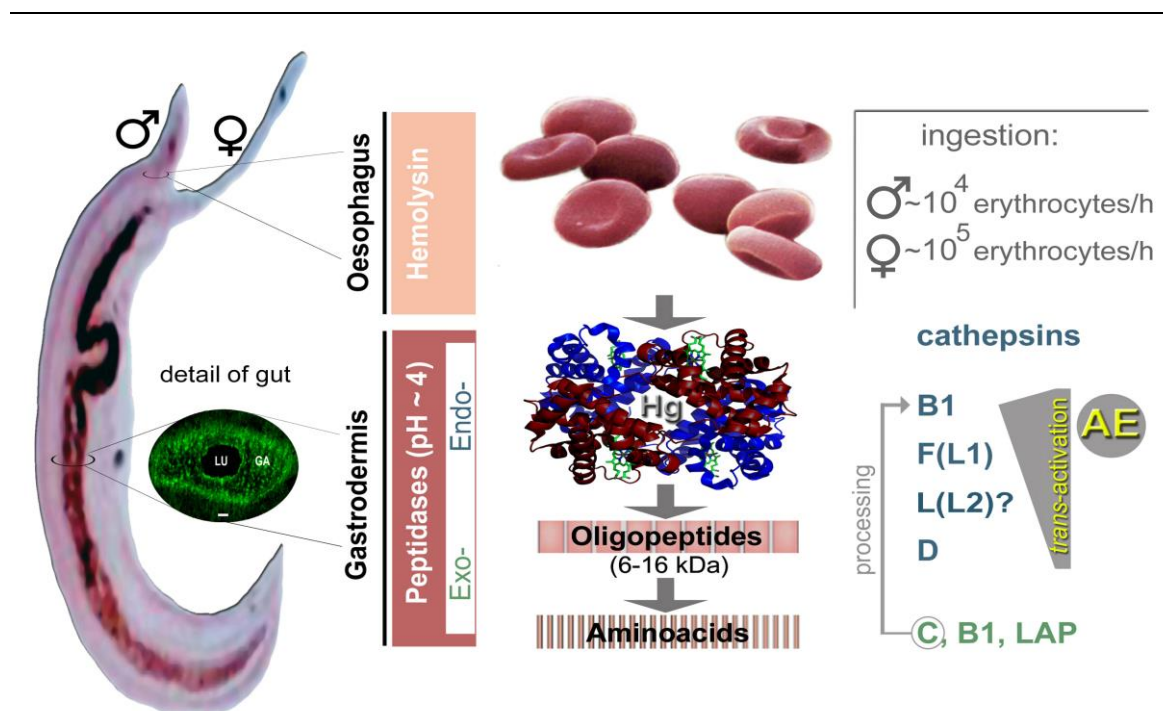 ♂
♀
detail of gut
LU
GA
Oesophagus
Hemolysin
Gastrodermis
Peptidases (pH ~ 4)
Endo-
Exo-
Hg
Oligopeptides
(6-16 kDa)
Aminoacids
ingestion:
♂~10⁴ erythrocytes/h
♀~10⁵ erythrocytes/h
cathepsins
B1
F(L1)
L(L2)?
D
C, B1, LAP
processing
trans-activation
AE